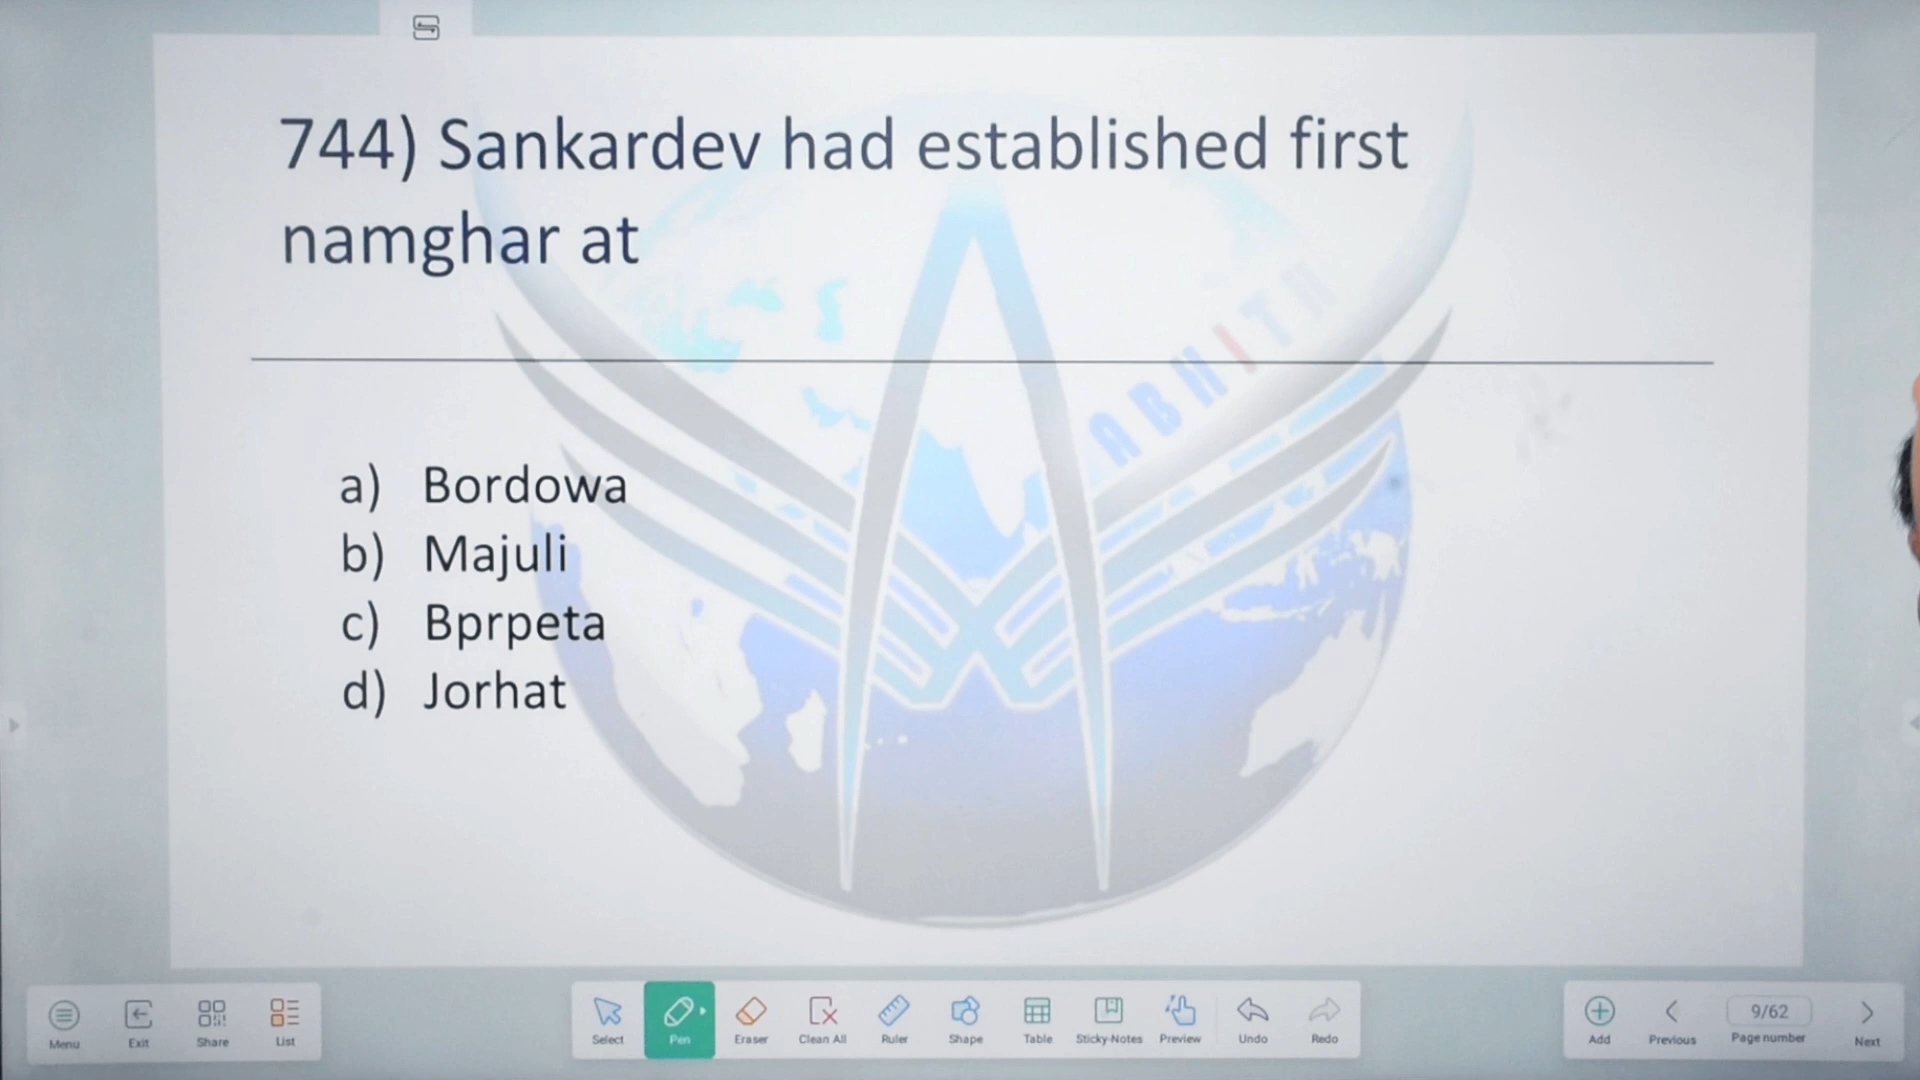 744) Sankardev had established first
namghar at
ABHITH
a) Bordowa
b) Majuli
c) Bprpeta
d) Jorhat
Menu
Exit
Share
List
Select
Pen
Eraser
Clean All
Ruler
Shape
Table
Sticky-Notes
Preview
Undo
Redo
Add
Previous
9/62
Page number
Next